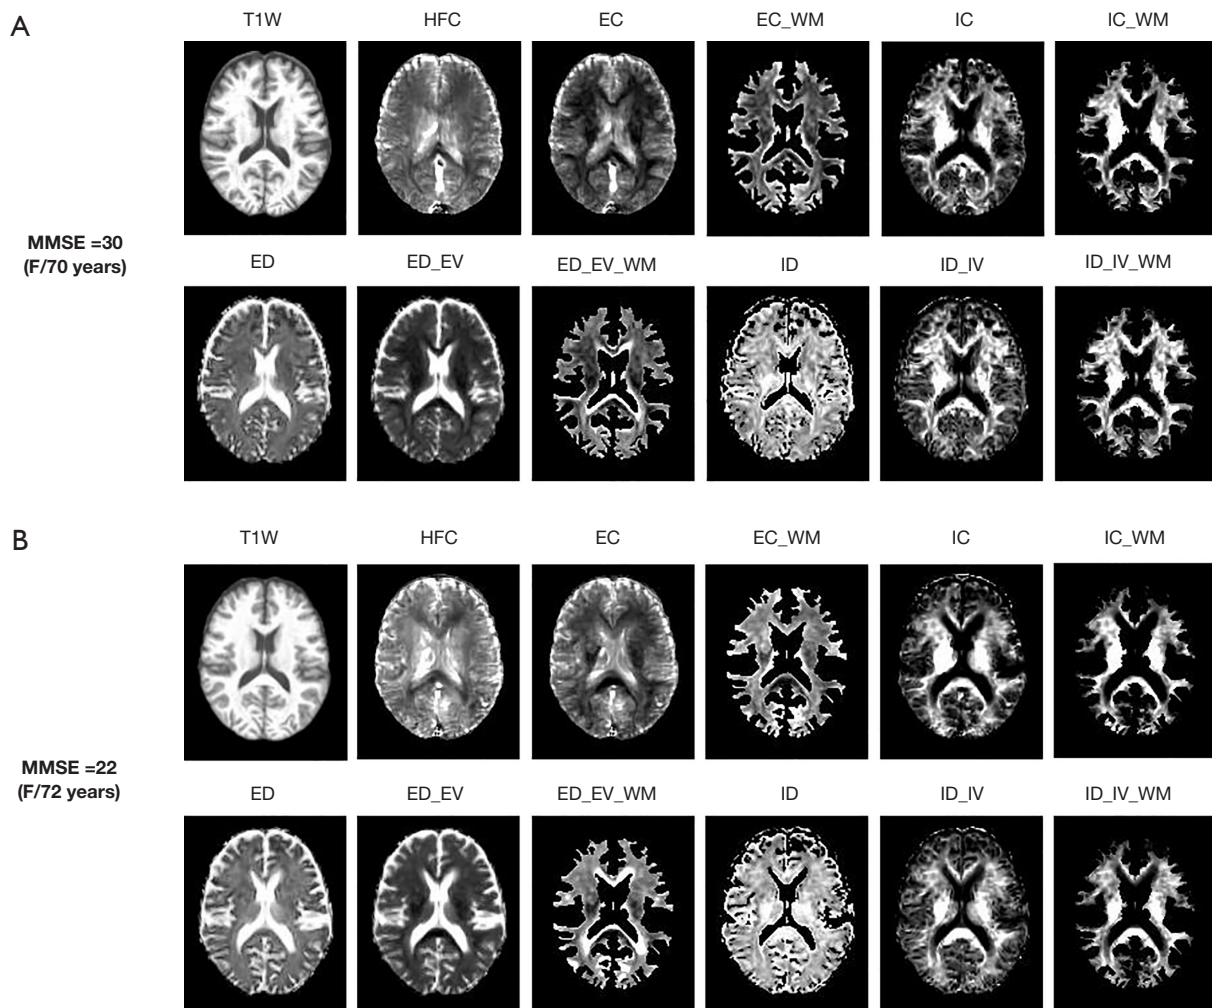 A
T1W HFC EC EC_WM IC IC_WM
MMSE =30
(F/70 years)
ED ED_EV ED_EV_WM ID ID_IV ID_IV_WM
B
T1W HFC EC EC_WM IC IC_WM
MMSE =22
(F/72 years)
ED ED_EV ED_EV_WM ID ID_IV ID_IV_WM